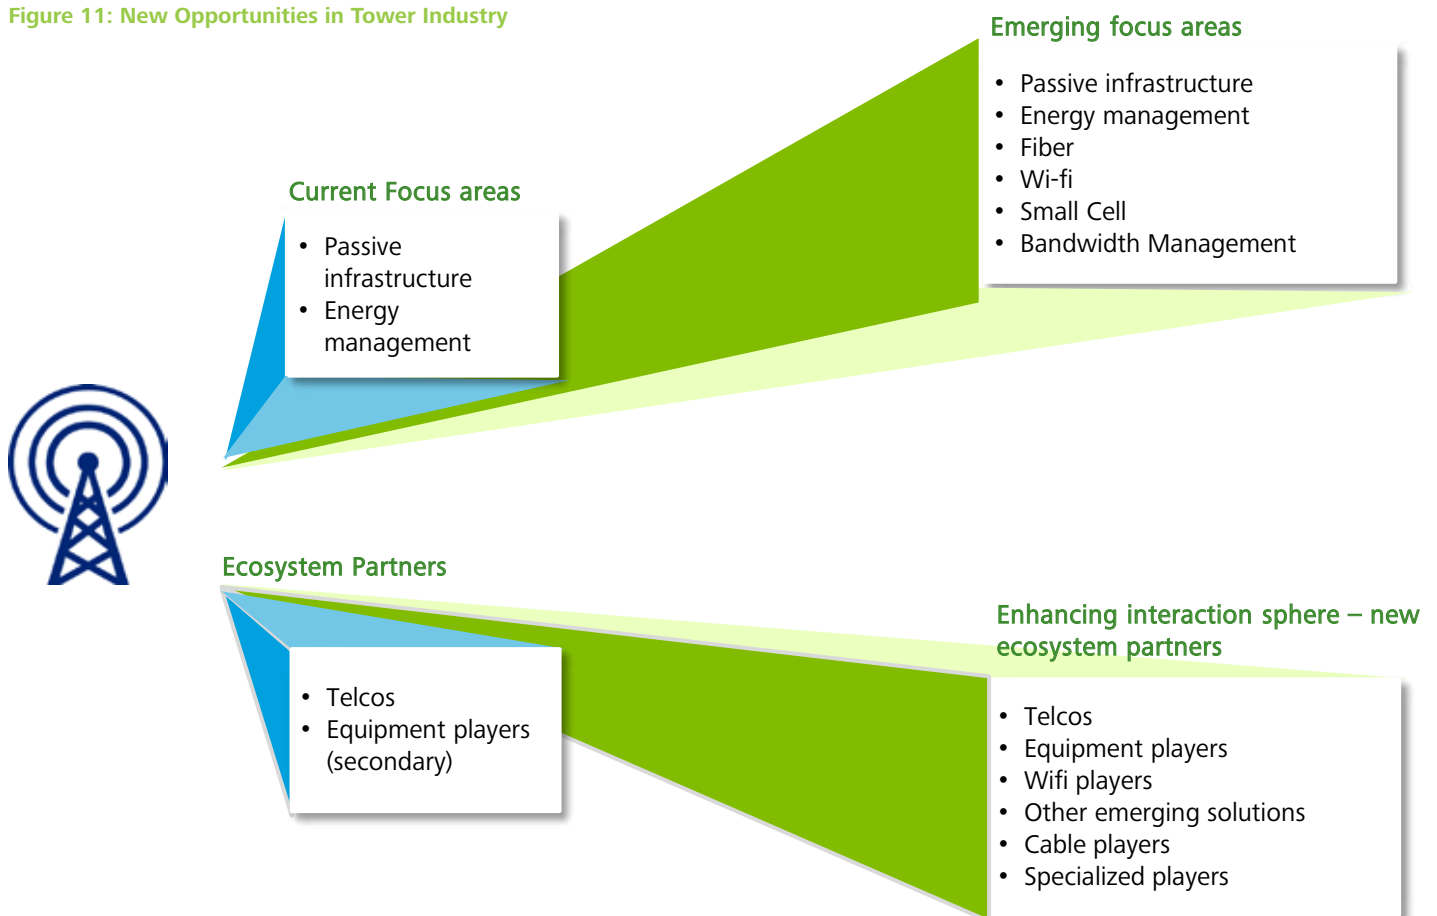 Figure 11: New Opportunities in Tower Industry
Emerging focus areas
• Passive infrastructure
• Energy management
• Fiber
• Wi-fi
• Small Cell
• Bandwidth Management
Current Focus areas
• Passive
infrastructure
• Energy
management
Ecosystem Partners
• Telcos
• Equipment players
(secondary)
Enhancing interaction sphere – new
ecosystem partners
• Telcos
• Equipment players
• Wifi players
• Other emerging solutions
• Cable players
• Specialized players